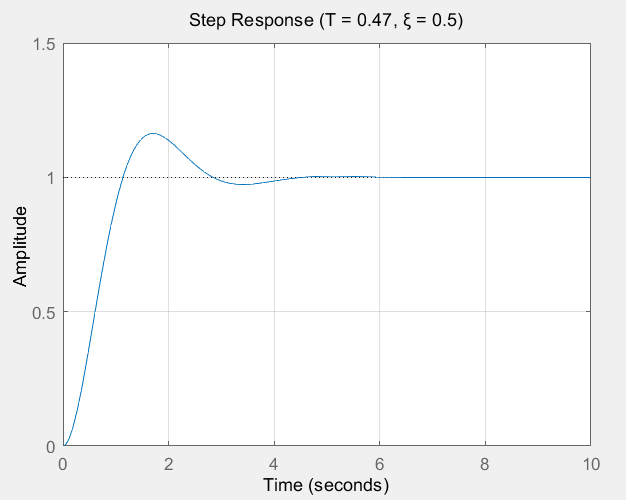 Step Response (T = 0.47, ξ = 0.5)
1.5
1
0.5
0
Amplitude
0 2 4 6 8 10
Time (seconds)